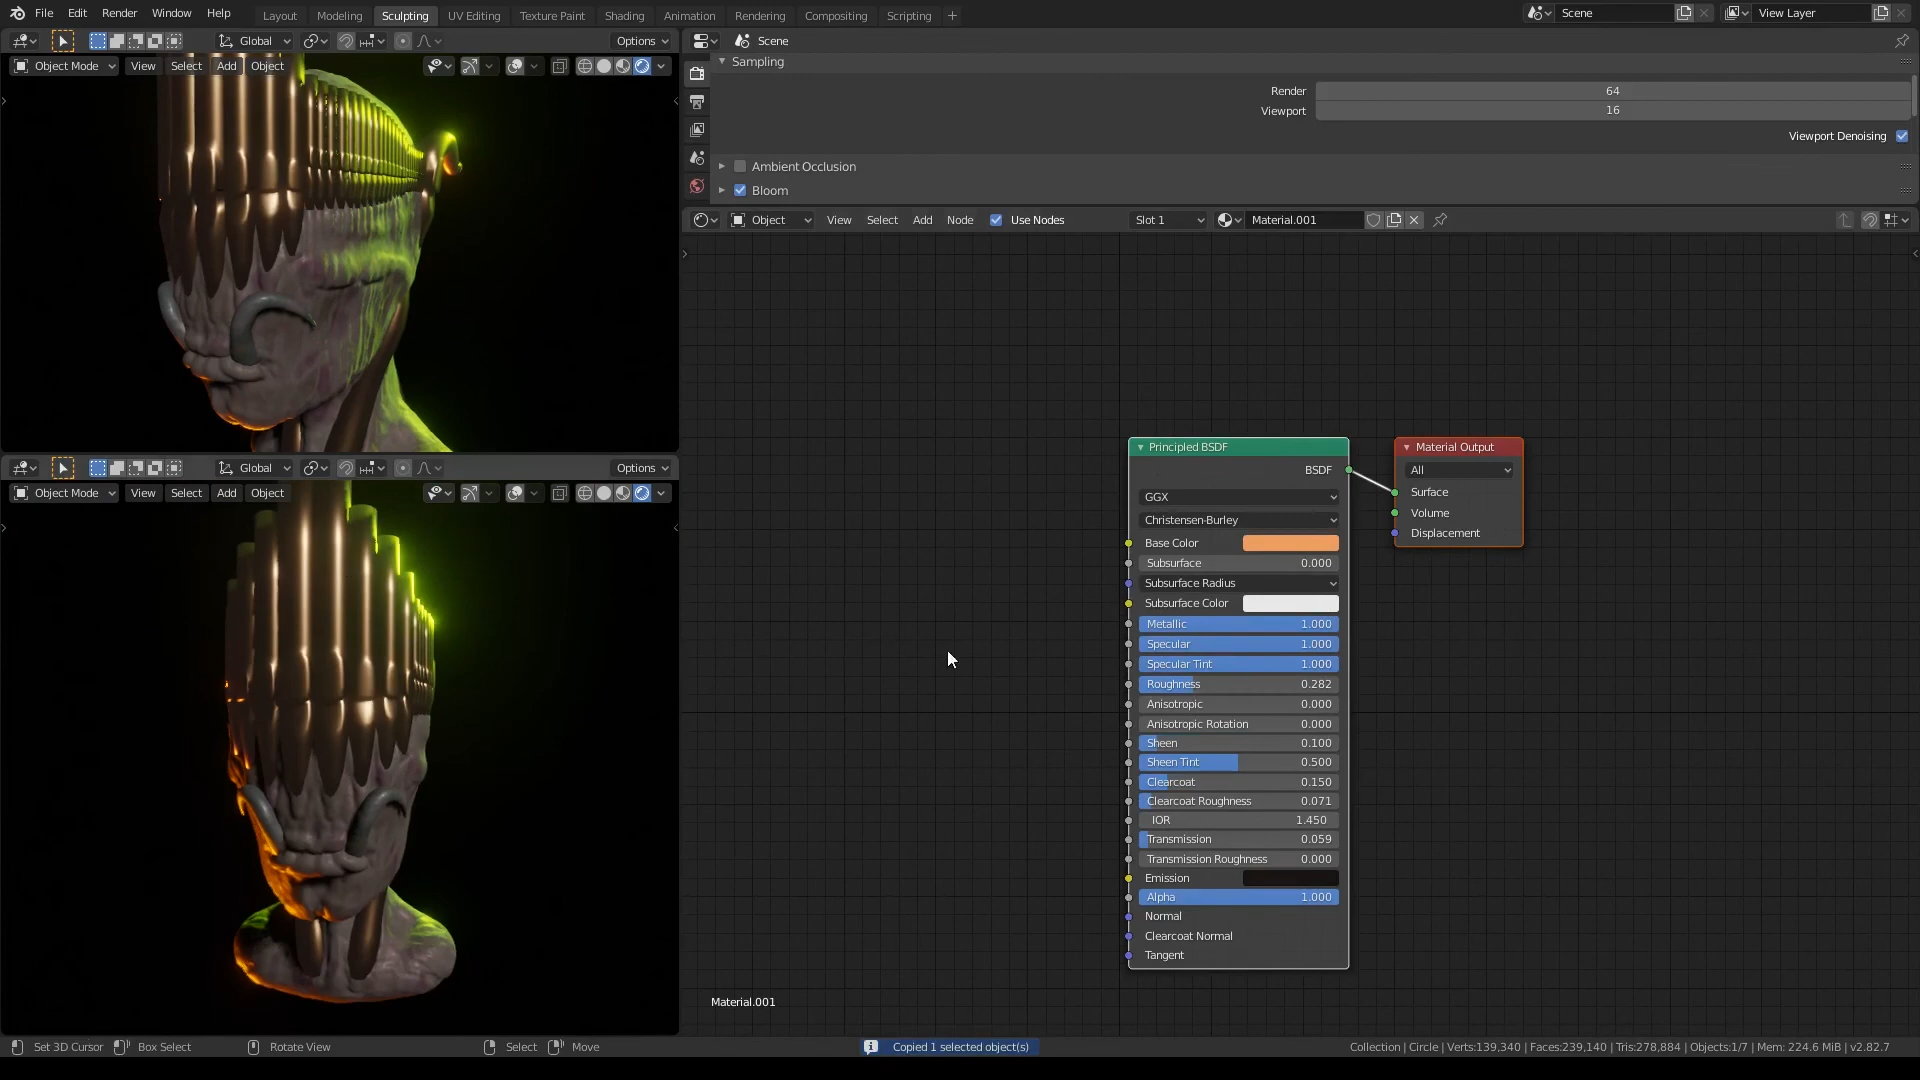 File Edit Render Window Help Layout Modeling Sculpting UV Editing Texture Paint Shading Animation Rendering Compositing Scripting + Scene View Layer
Global Options
Object Mode View Select Add Object
Scene
Sampling
Render 64
Viewport 16
Viewport Denoising
Ambient Occlusion
Bloom
Object View Select Add Node Use Nodes Slot 1 Material.001
Global Options
Object Mode View Select Add Object
Principled BSDF
BSDF
GGX
Christensen-Burley
Base Color
Subsurface 0.000
Subsurface Radius
Subsurface Color
Metallic 1.000
Specular 1.000
Specular Tint 1.000
Roughness 0.282
Anisotropic 0.000
Anisotropic Rotation 0.000
Sheen 0.100
Sheen Tint 0.500
Clearcoat 0.150
Clearcoat Roughness 0.071
IOR 1.450
Transmission 0.059
Transmission Roughness 0.000
Emission
Alpha 1.000
Normal
Clearcoat Normal
Tangent
Material Output
All
Surface
Volume
Displacement
Material.001
Set 3D Cursor Box Select Rotate View Select Move Copied 1 selected object(s) Collection | Circle | Verts:139,340 | Faces:239,140 | Tris:278,884 | Objects:1/7 | Mem: 224.6 MiB | v2.82.7